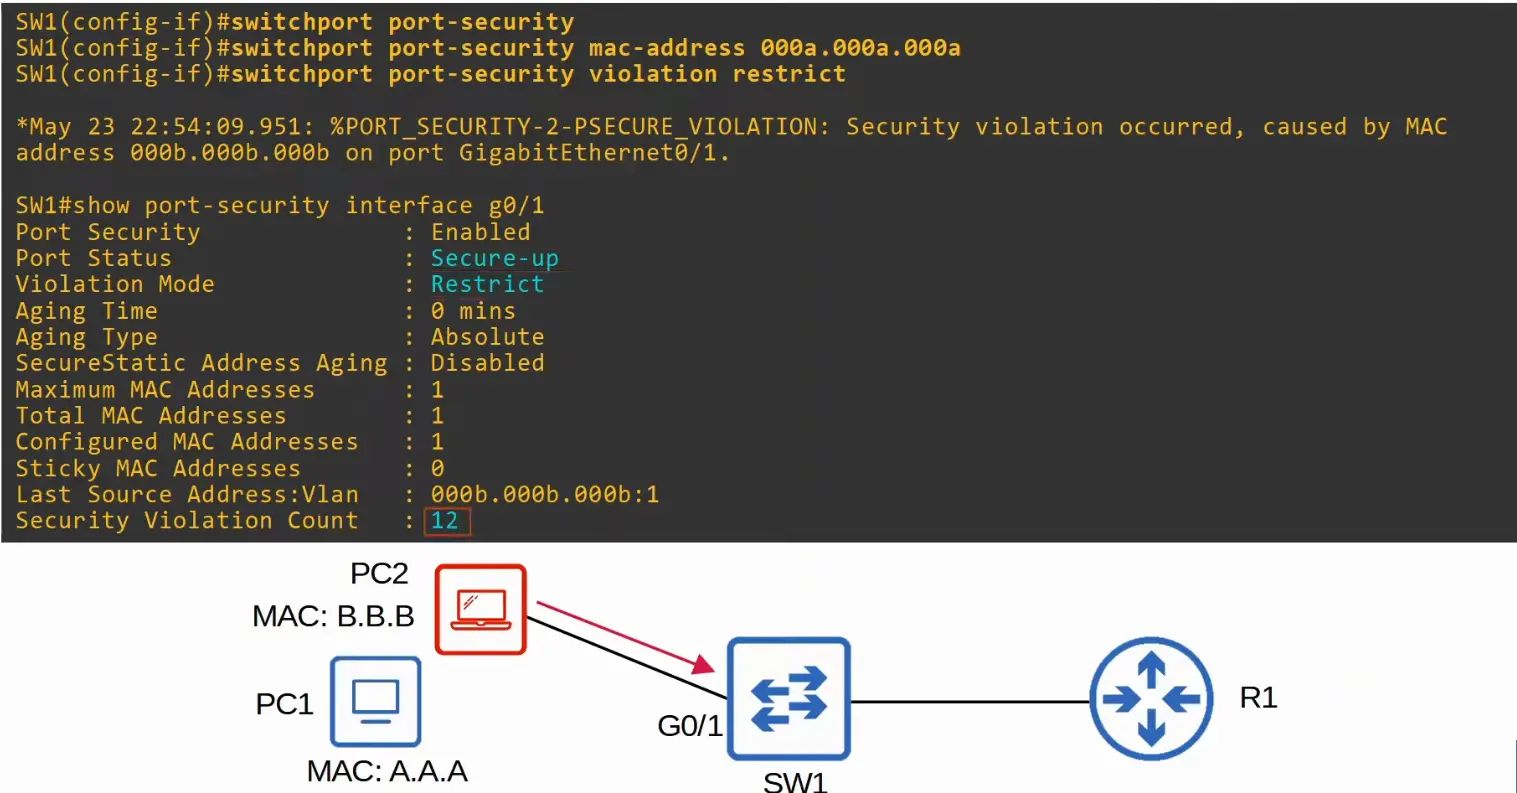 SW1(config-if)#switchport port-security
SW1(config-if)#switchport port-security mac-address 000a.000a.000a
SW1(config-if)#switchport port-security violation restrict
*May 23 22:54:09.951: %PORT_SECURITY-2-PSECURE_VIOLATION: Security violation occurred, caused by MAC
address 000b.000b.000b on port GigabitEthernet0/1.
SW1#show port-security interface g0/1
Port Security : Enabled
Port Status : Secure-up
Violation Mode : Restrict
Aging Time : 0 mins
Aging Type : Absolute
SecureStatic Address Aging : Disabled
Maximum MAC Addresses : 1
Total MAC Addresses : 1
Configured MAC Addresses : 1
Sticky MAC Addresses : 0
Last Source Address:Vlan : 000b.000b.000b:1
Security Violation Count : 12
PC2
MAC: B.B.B
PC1
MAC: A.A.A
G0/1
SW1
R1